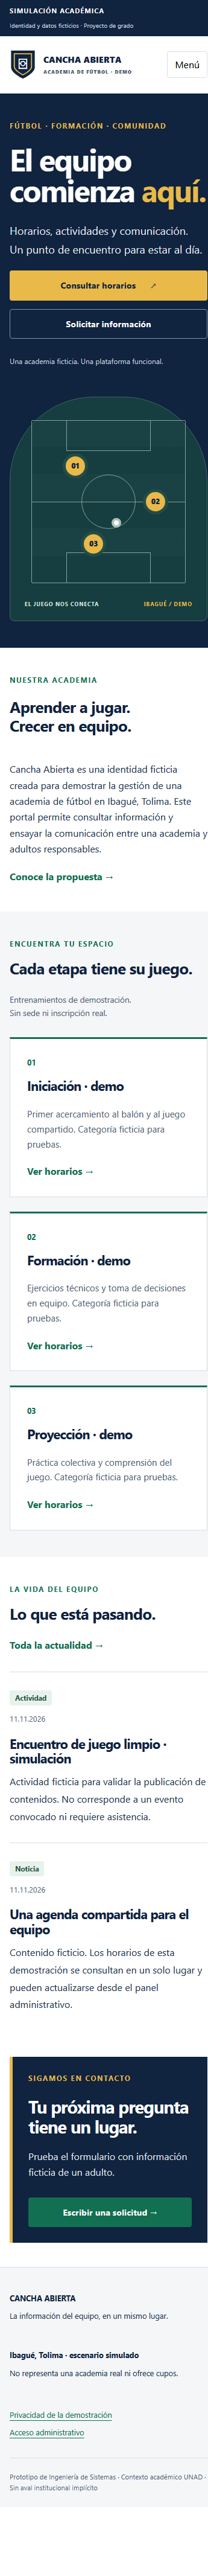 SIMULACIÓN ACADÉMICA
Identidad y datos ficticios · Proyecto de grado
CANCHA ABIERTA
ACADEMIA DE FÚTBOL · DEMO
Menú
FÚTBOL · FORMACIÓN · COMUNIDAD
El equipo
comienza aquí.
Horarios, actividades y comunicación.
Un punto de encuentro para estar al día.
Consultar horarios ↗
Solicitar información
Una academia ficticia. Una plataforma funcional.
01
02
03
EL JUEGO NOS CONECTA
IBAGUÉ / DEMO
NUESTRA ACADEMIA
Aprender a jugar.
Crecer en equipo.
Cancha Abierta es una identidad ficticia
creada para demostrar la gestión de una
academia de fútbol en Ibagué, Tolima. Este
portal permite consultar información y
ensayar la comunicación entre una academia y
adultos responsables.
Conoce la propuesta →
ENCUENTRA TU ESPACIO
Cada etapa tiene su juego.
Entrenamientos de demostración.
Sin sede ni inscripción real.
01
Iniciación · demo
Primer acercamiento al balón y al juego
compartido. Categoría ficticia para
pruebas.
Ver horarios →
02
Formación · demo
Ejercicios técnicos y toma de decisiones
en equipo. Categoría ficticia para
pruebas.
Ver horarios →
03
Proyección · demo
Práctica colectiva y comprensión del
juego. Categoría ficticia para pruebas.
Ver horarios →
LA VIDA DEL EQUIPO
Lo que está pasando.
Toda la actualidad →
Actividad
11.11.2026
Encuentro de juego limpio ·
simulación
Actividad ficticia para validar la publicación de
contenidos. No corresponde a un evento
convocado ni requiere asistencia.
Noticia
11.11.2026
Una agenda compartida para el
equipo
Contenido ficticio. Los horarios de esta
demostración se consultan en un solo lugar y
pueden actualizarse desde el panel
administrativo.
SIGAMOS EN CONTACTO
Tu próxima pregunta
tiene un lugar.
Prueba el formulario con información
ficticia de un adulto.
Escribir una solicitud →
CANCHA ABIERTA
La información del equipo, en un mismo lugar.
Ibagué, Tolima · escenario simulado
No representa una academia real ni ofrece cupos.
Privacidad de la demostración
Acceso administrativo
Prototipo de Ingeniería de Sistemas · Contexto académico UNAD ·
Sin aval institucional implícito